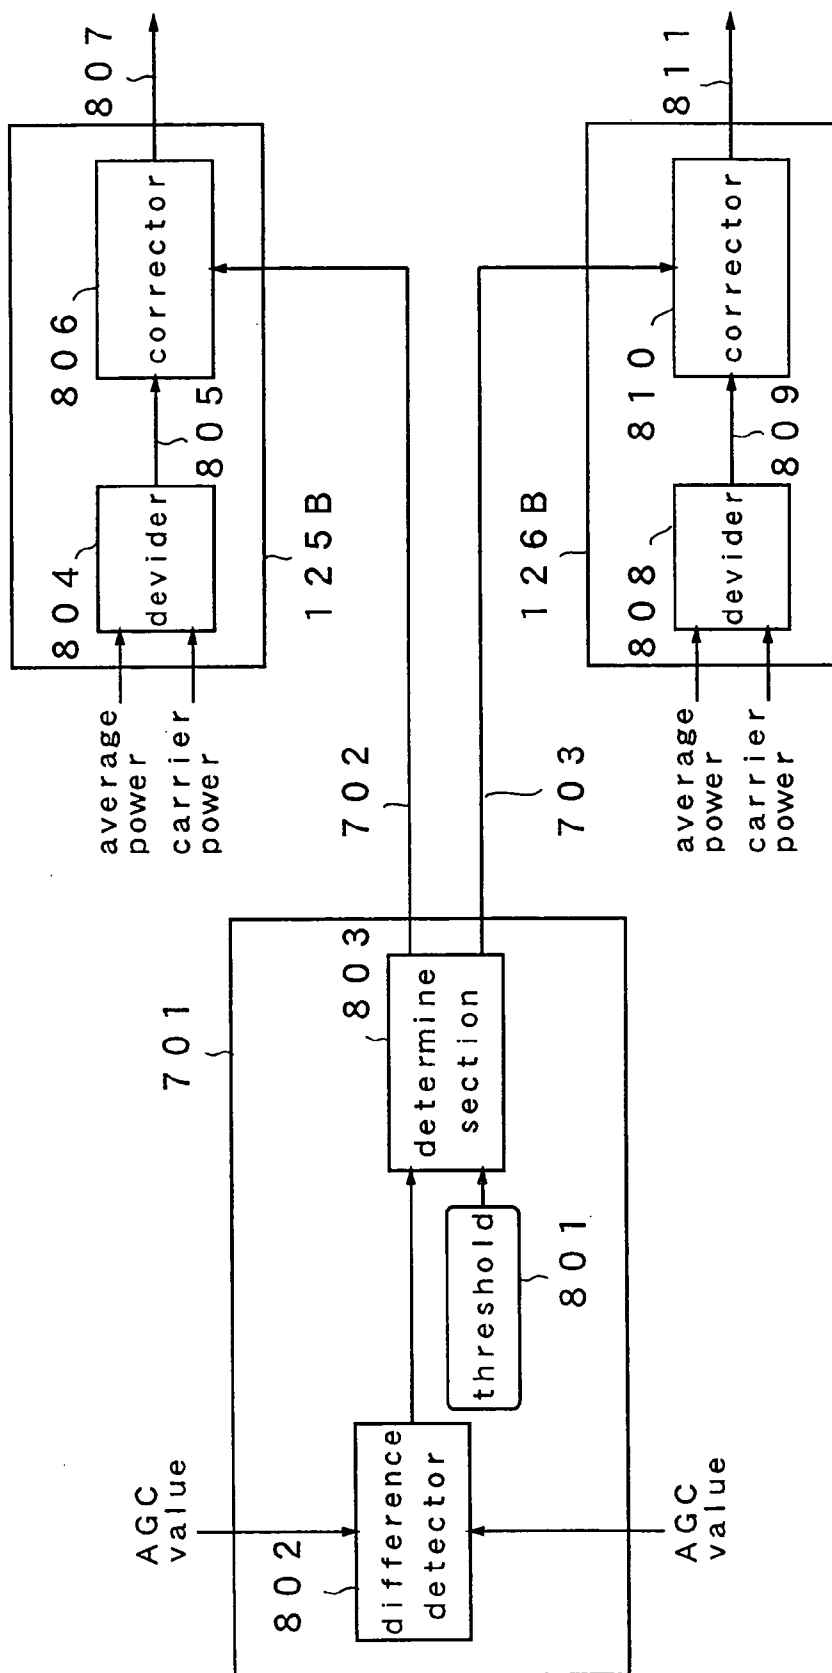 701
AGC
value
802
difference
detector
AGC
value
threshold
801
803
determine
section
702
703
average
power
carrier
power
804
devider
805
806
corrector
807
125B
average
power
carrier
power
808
devider
809
810
corrector
811
126B